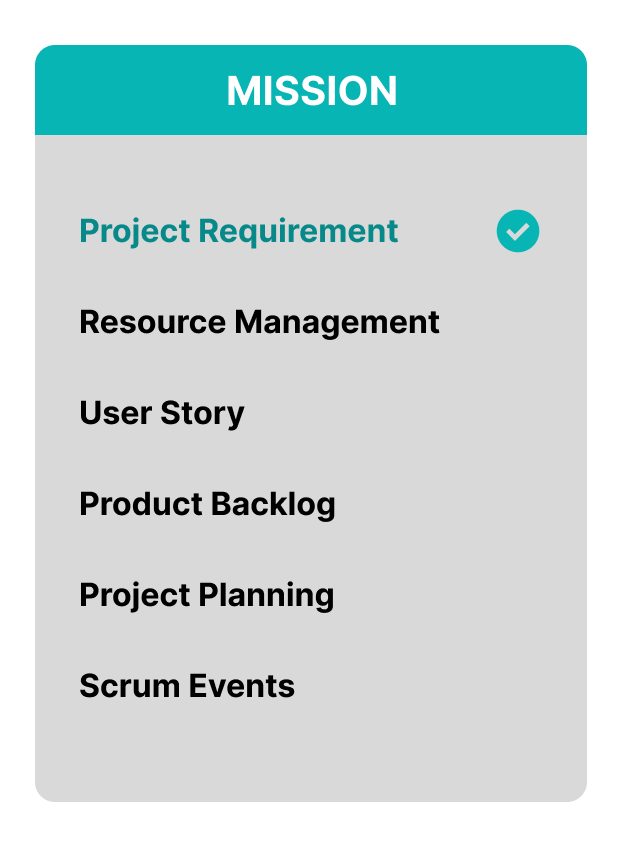 MISSION
Project Requirement
Resource Management
User Story
Product Backlog
Project Planning
Scrum Events